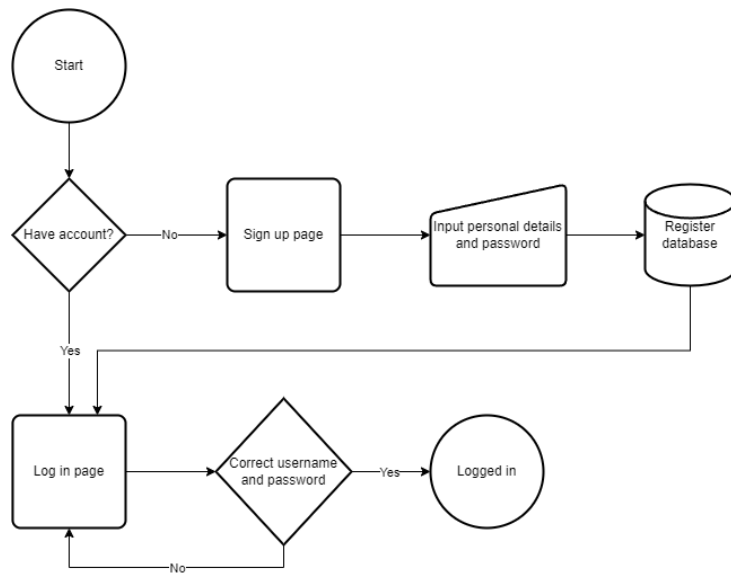 Start
Have account?
No
Sign up page
Input personal details
and password
Register
database
Yes
Log in page
Correct username
and password
Yes
Logged in
No